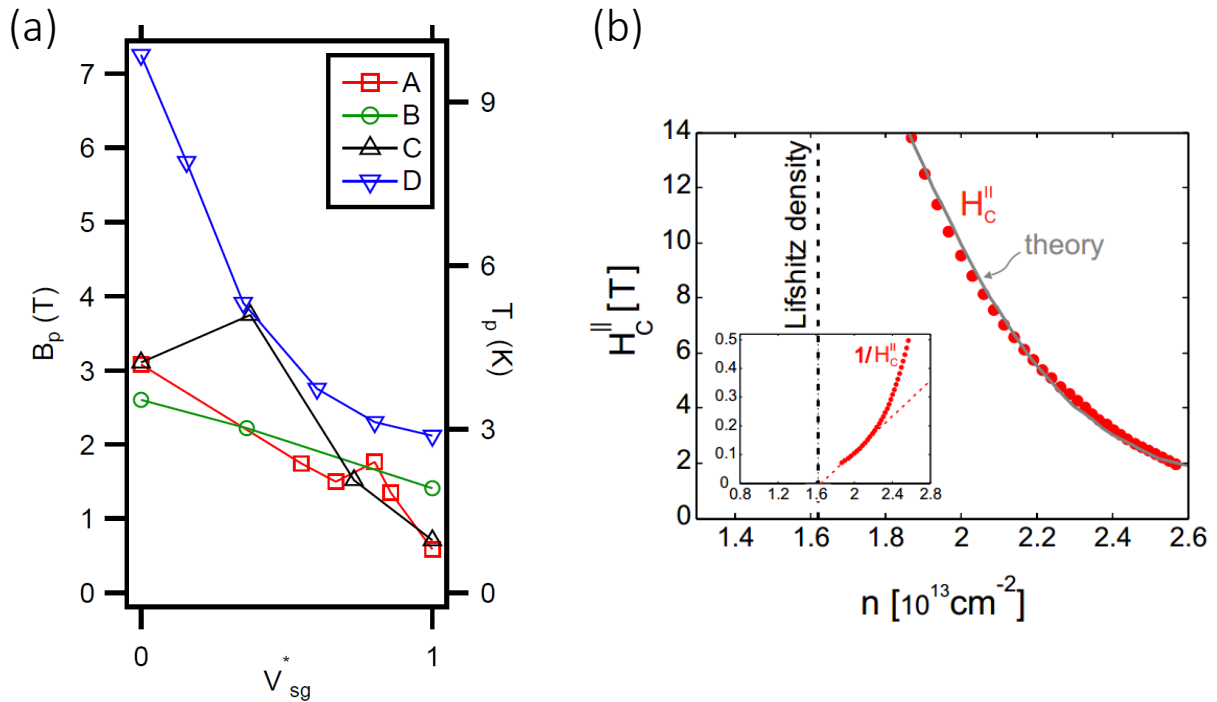 (a)
7
6
5
4
3
2
1
0
B_p (T)
A
B
C
D
9
6
3
0
T_p (K)
0
1
V*_sg
(b)
14
12
10
8
6
4
2
0
H_C^|| [T]
Lifshitz density
H_C^||
theory
0.5
0.4
0.3
0.2
0.1
0
1/H_C^||
0.8
1.2
1.6
2
2.4
2.8
1.4
1.6
1.8
2
2.2
2.4
2.6
n [10^13cm^-2]